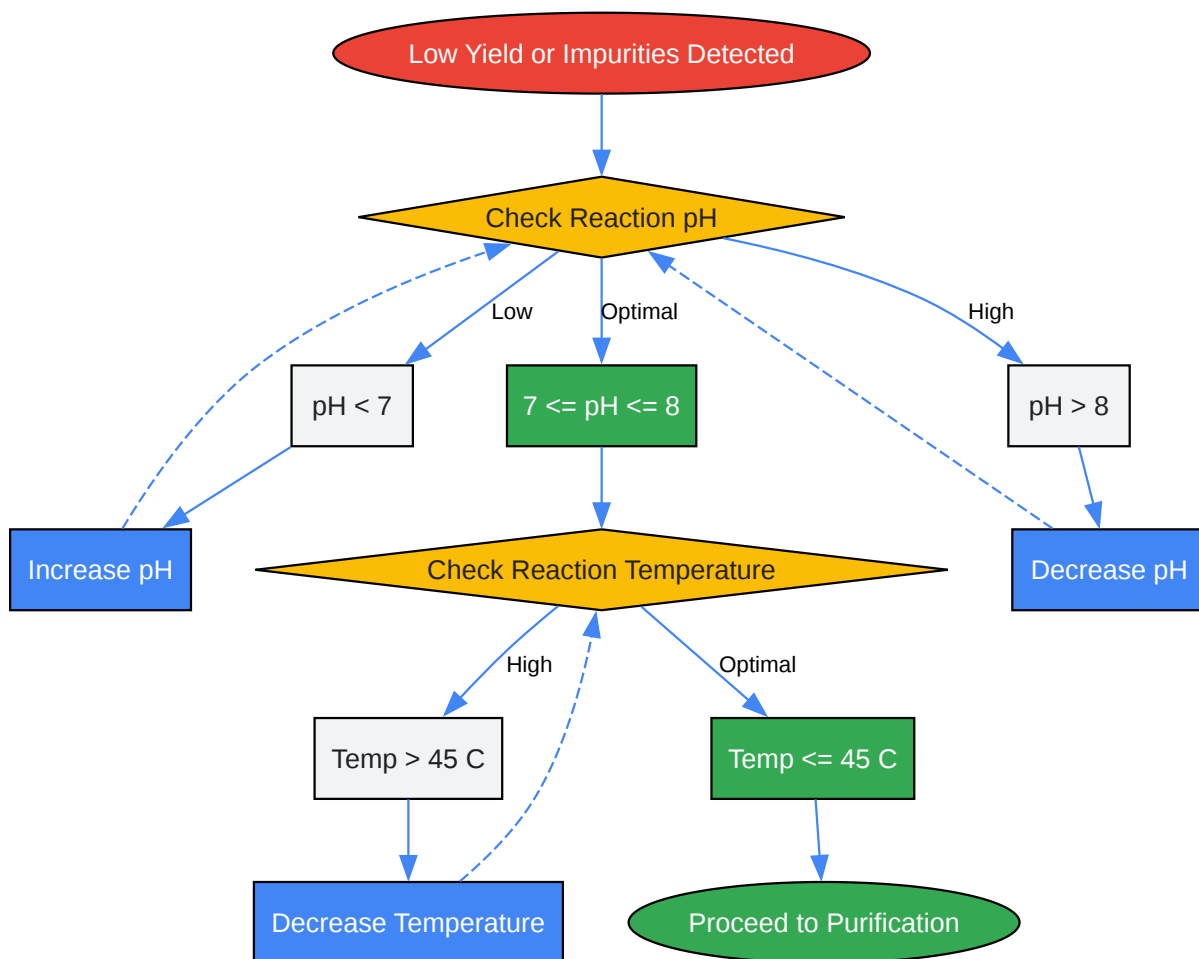 Low Yield or Impurities Detected
Check Reaction pH
Low
Optimal
High
pH < 7
7 <= pH <= 8
pH > 8
Increase pH
Check Reaction Temperature
Decrease pH
High
Optimal
Temp > 45 C
Temp <= 45 C
Decrease Temperature
Proceed to Purification